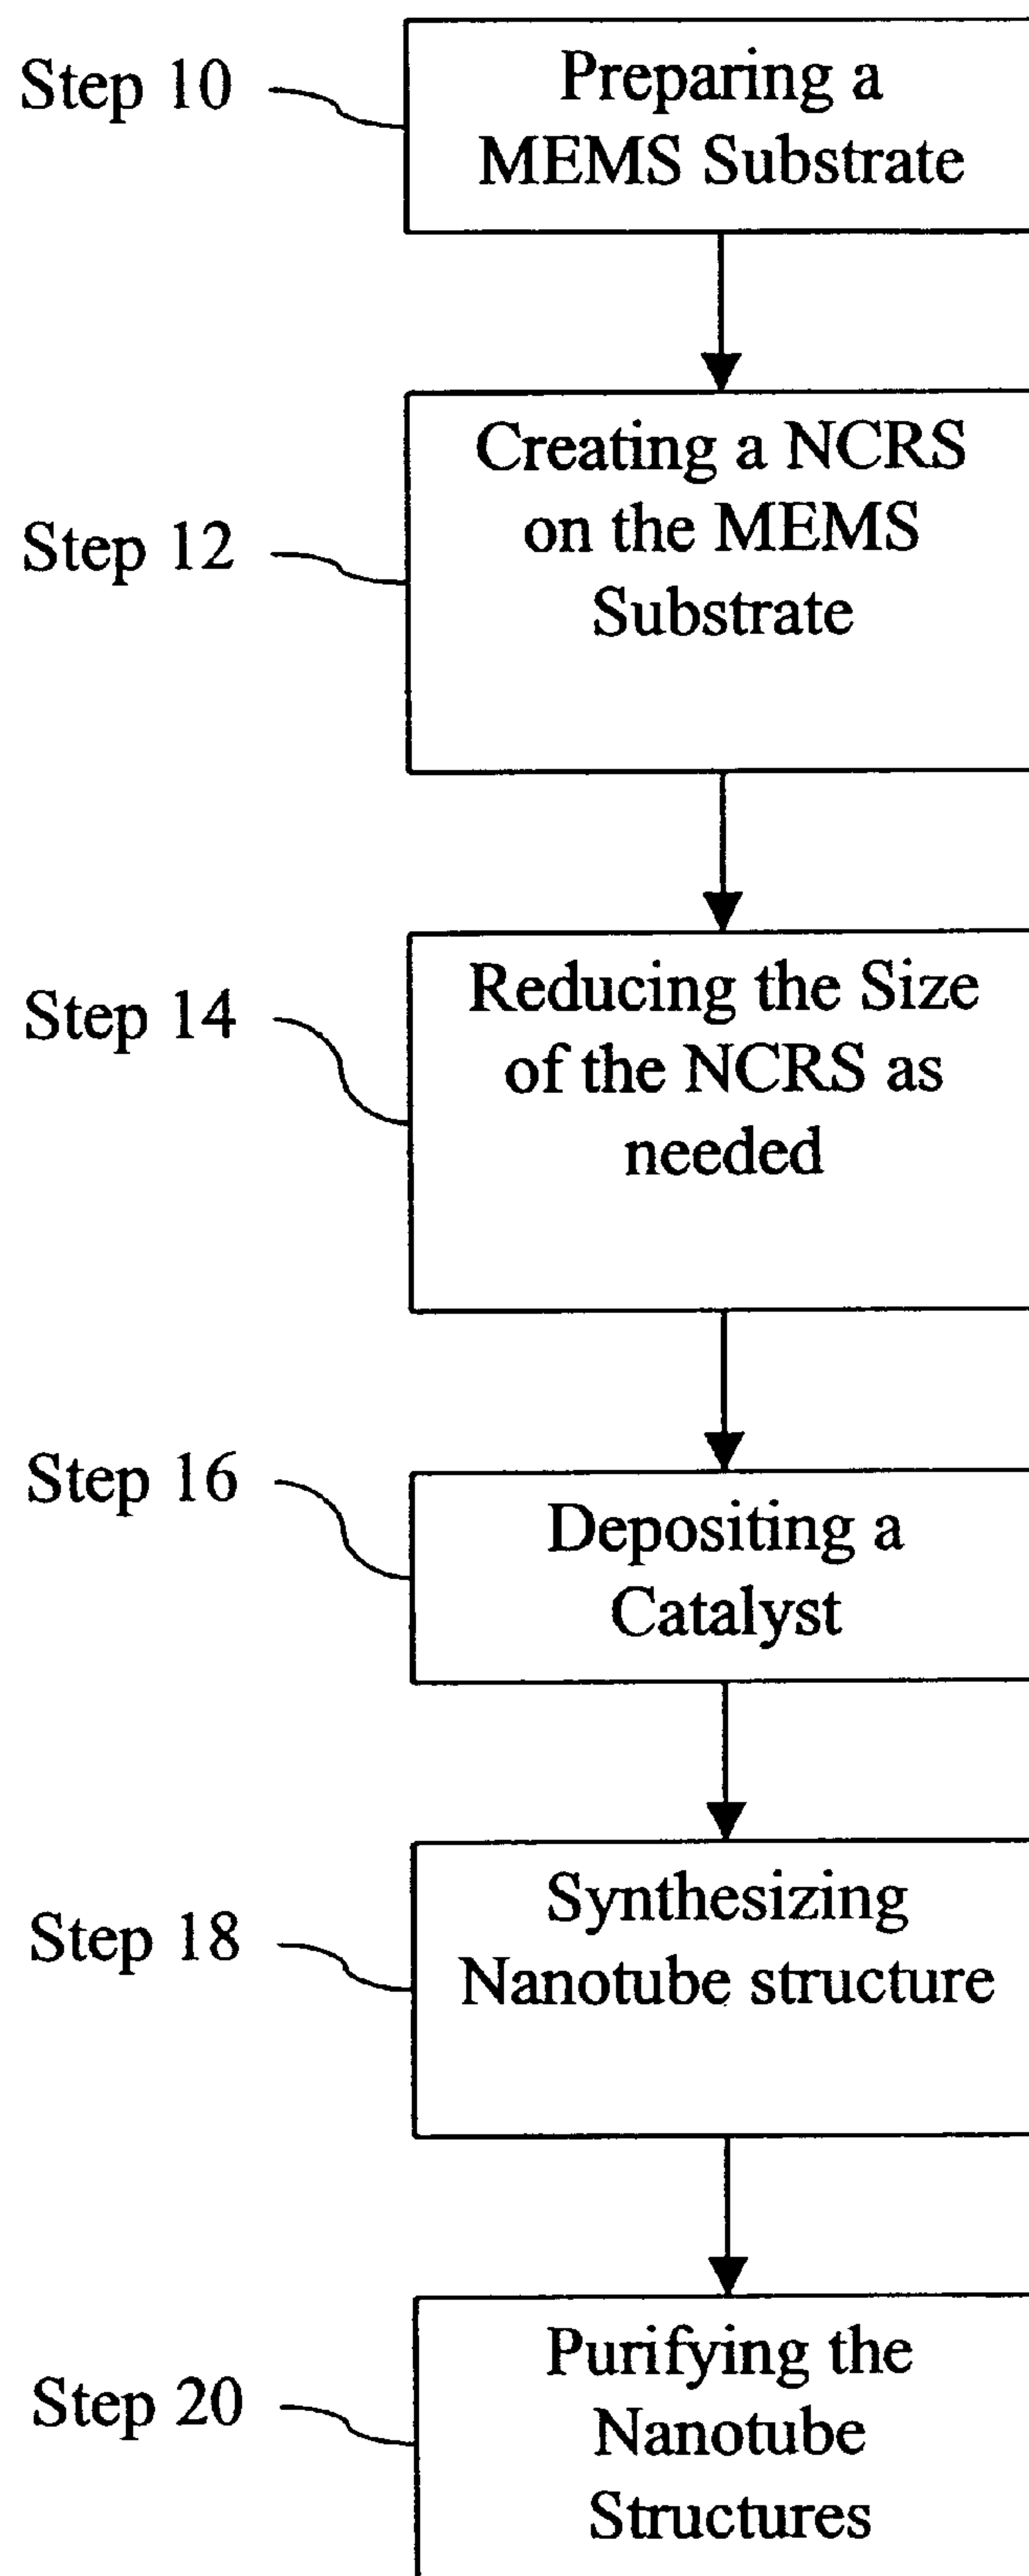 Step 10
Preparing a
MEMS Substrate
Step 12
Creating a NCRS
on the MEMS
Substrate
Step 14
Reducing the Size
of the NCRS as
needed
Step 16
Depositing a
Catalyst
Step 18
Synthesizing
Nanotube structure
Step 20
Purifying the
Nanotube
Structures